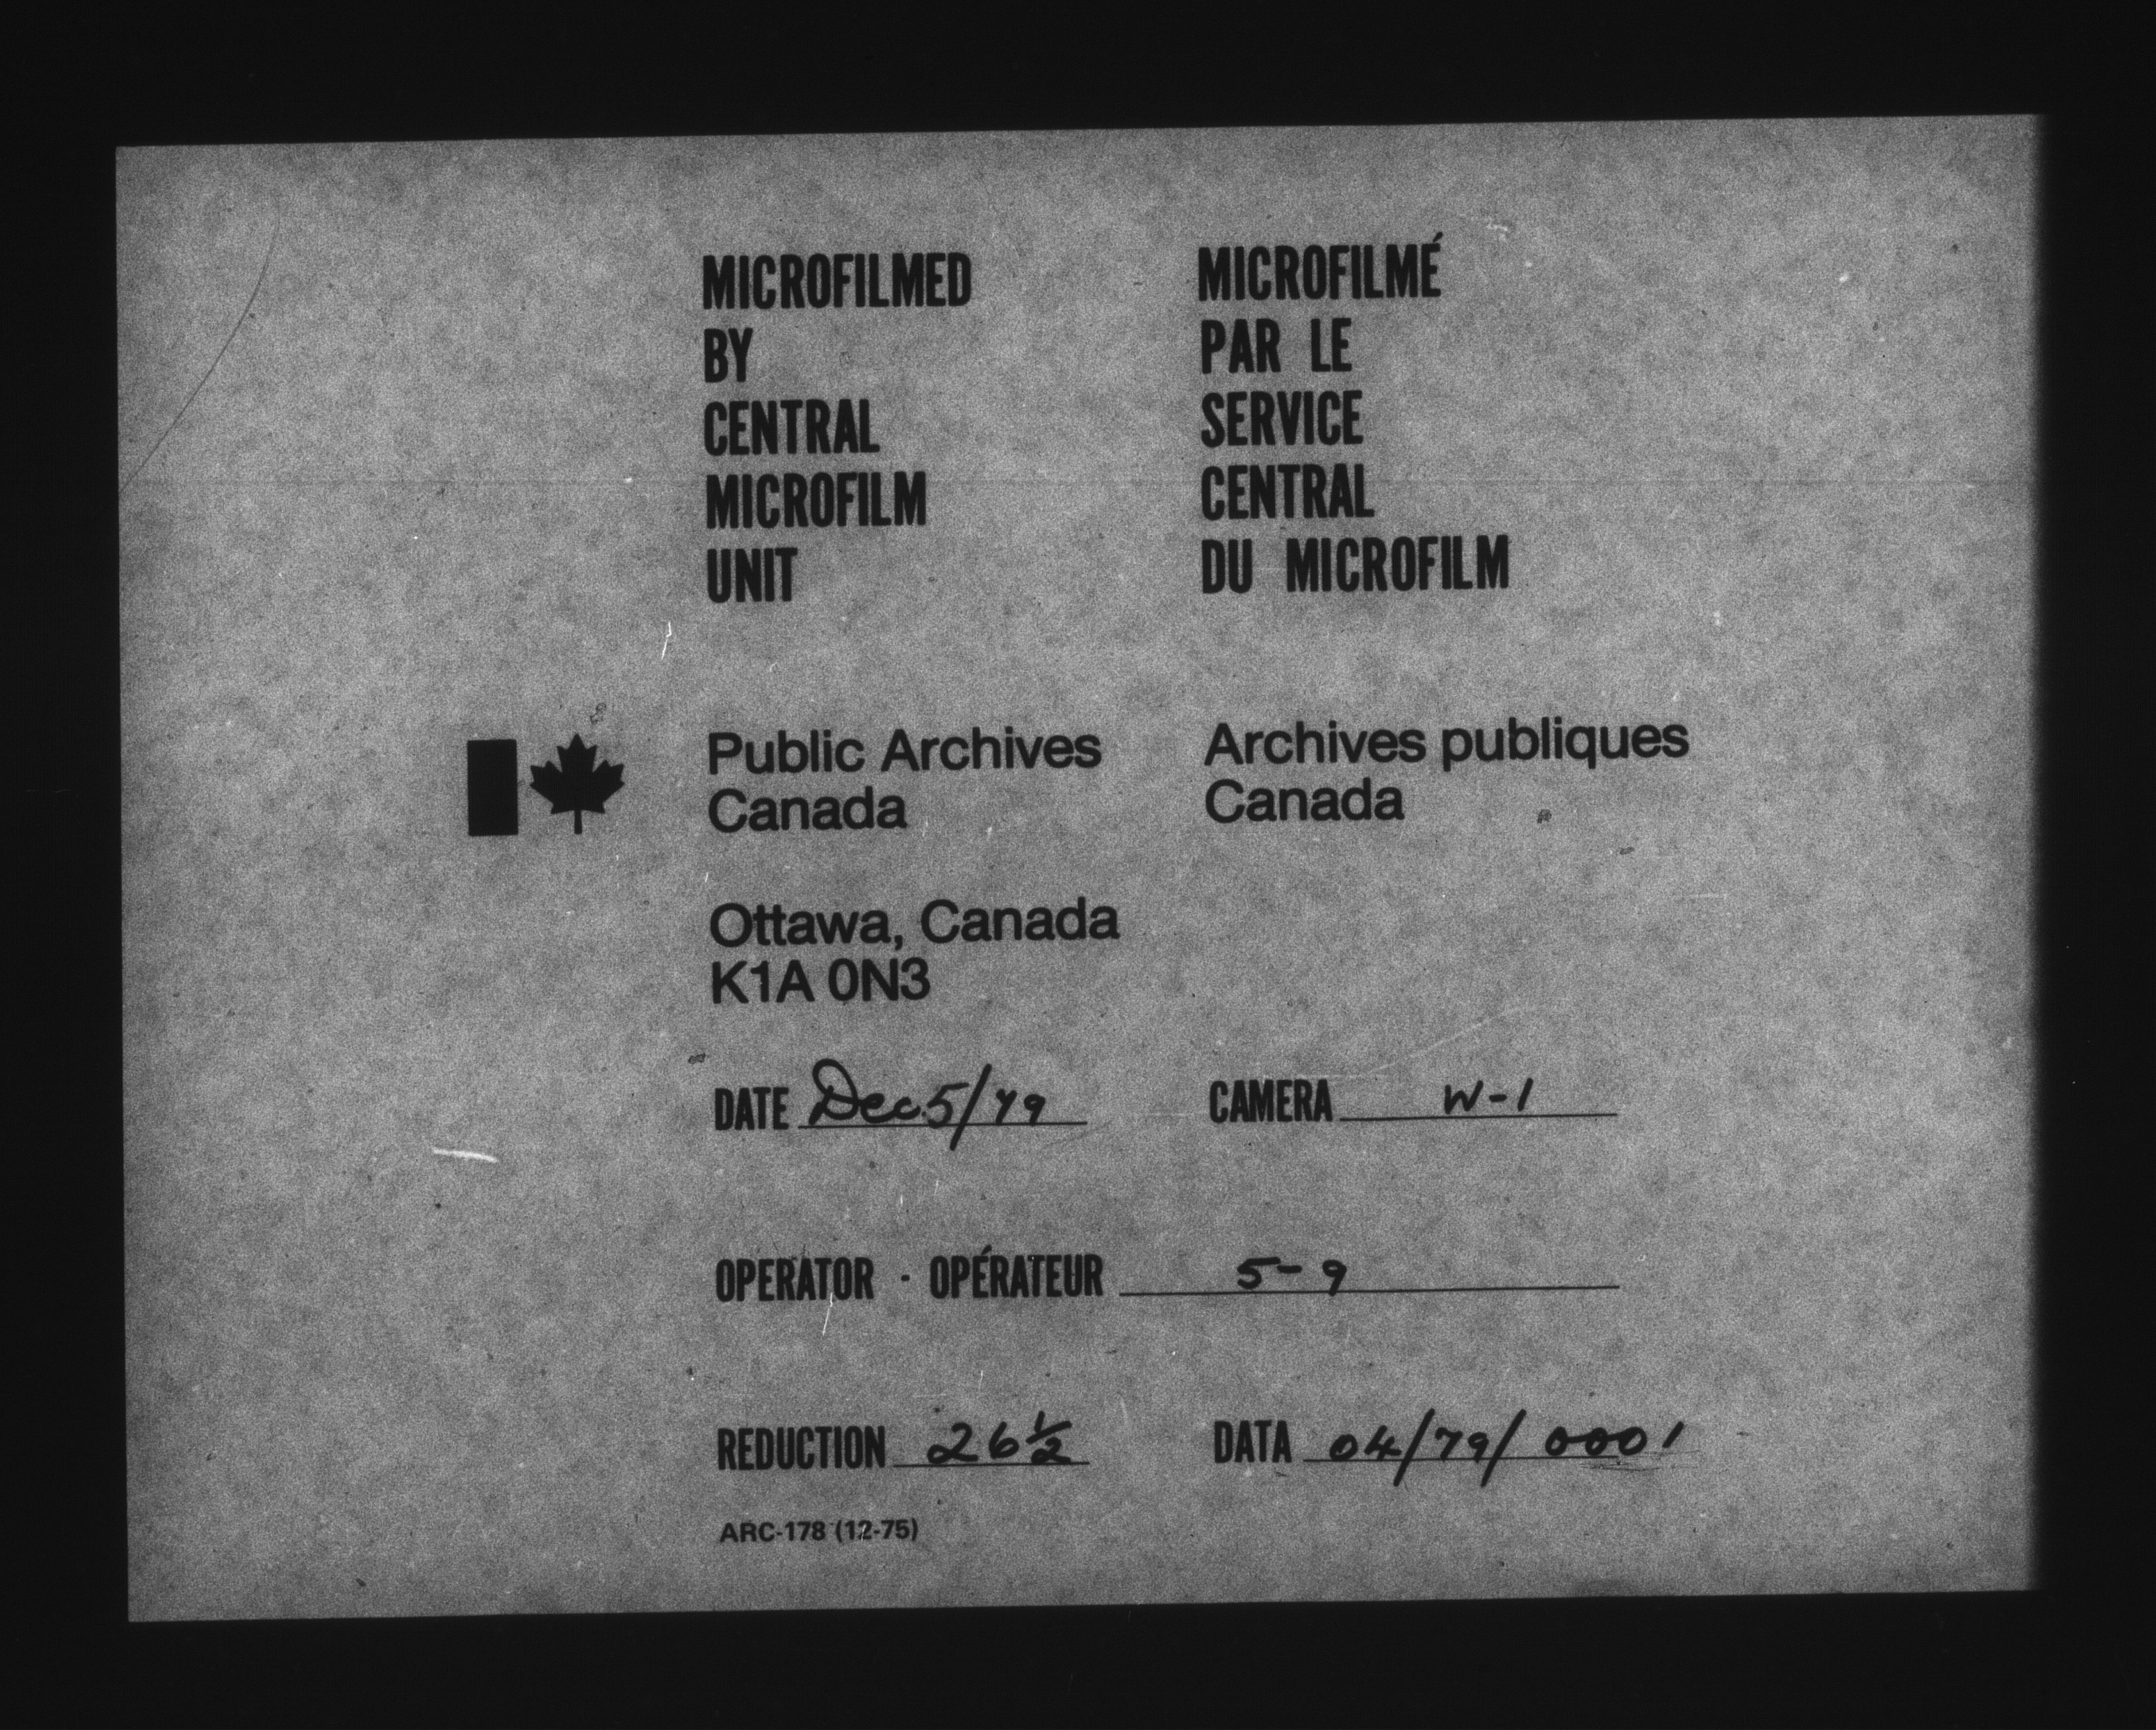 MICROFILMED
BY
CENTRAL
MICROFILM
UNIT
MICROFILMÉ
PAR LE
SERVICE
CENTRAL
DU MICROFILM
Public Archives
Canada
Archives publiques
Canada
Ottawa, Canada
K1A 0N3
DATE Dec.5/79 CAMERA W-1
OPERATOR - OPÉRATEUR 5-9
REDUCTION 26½ DATA 04/79/0001
ARC-178 (12-75)